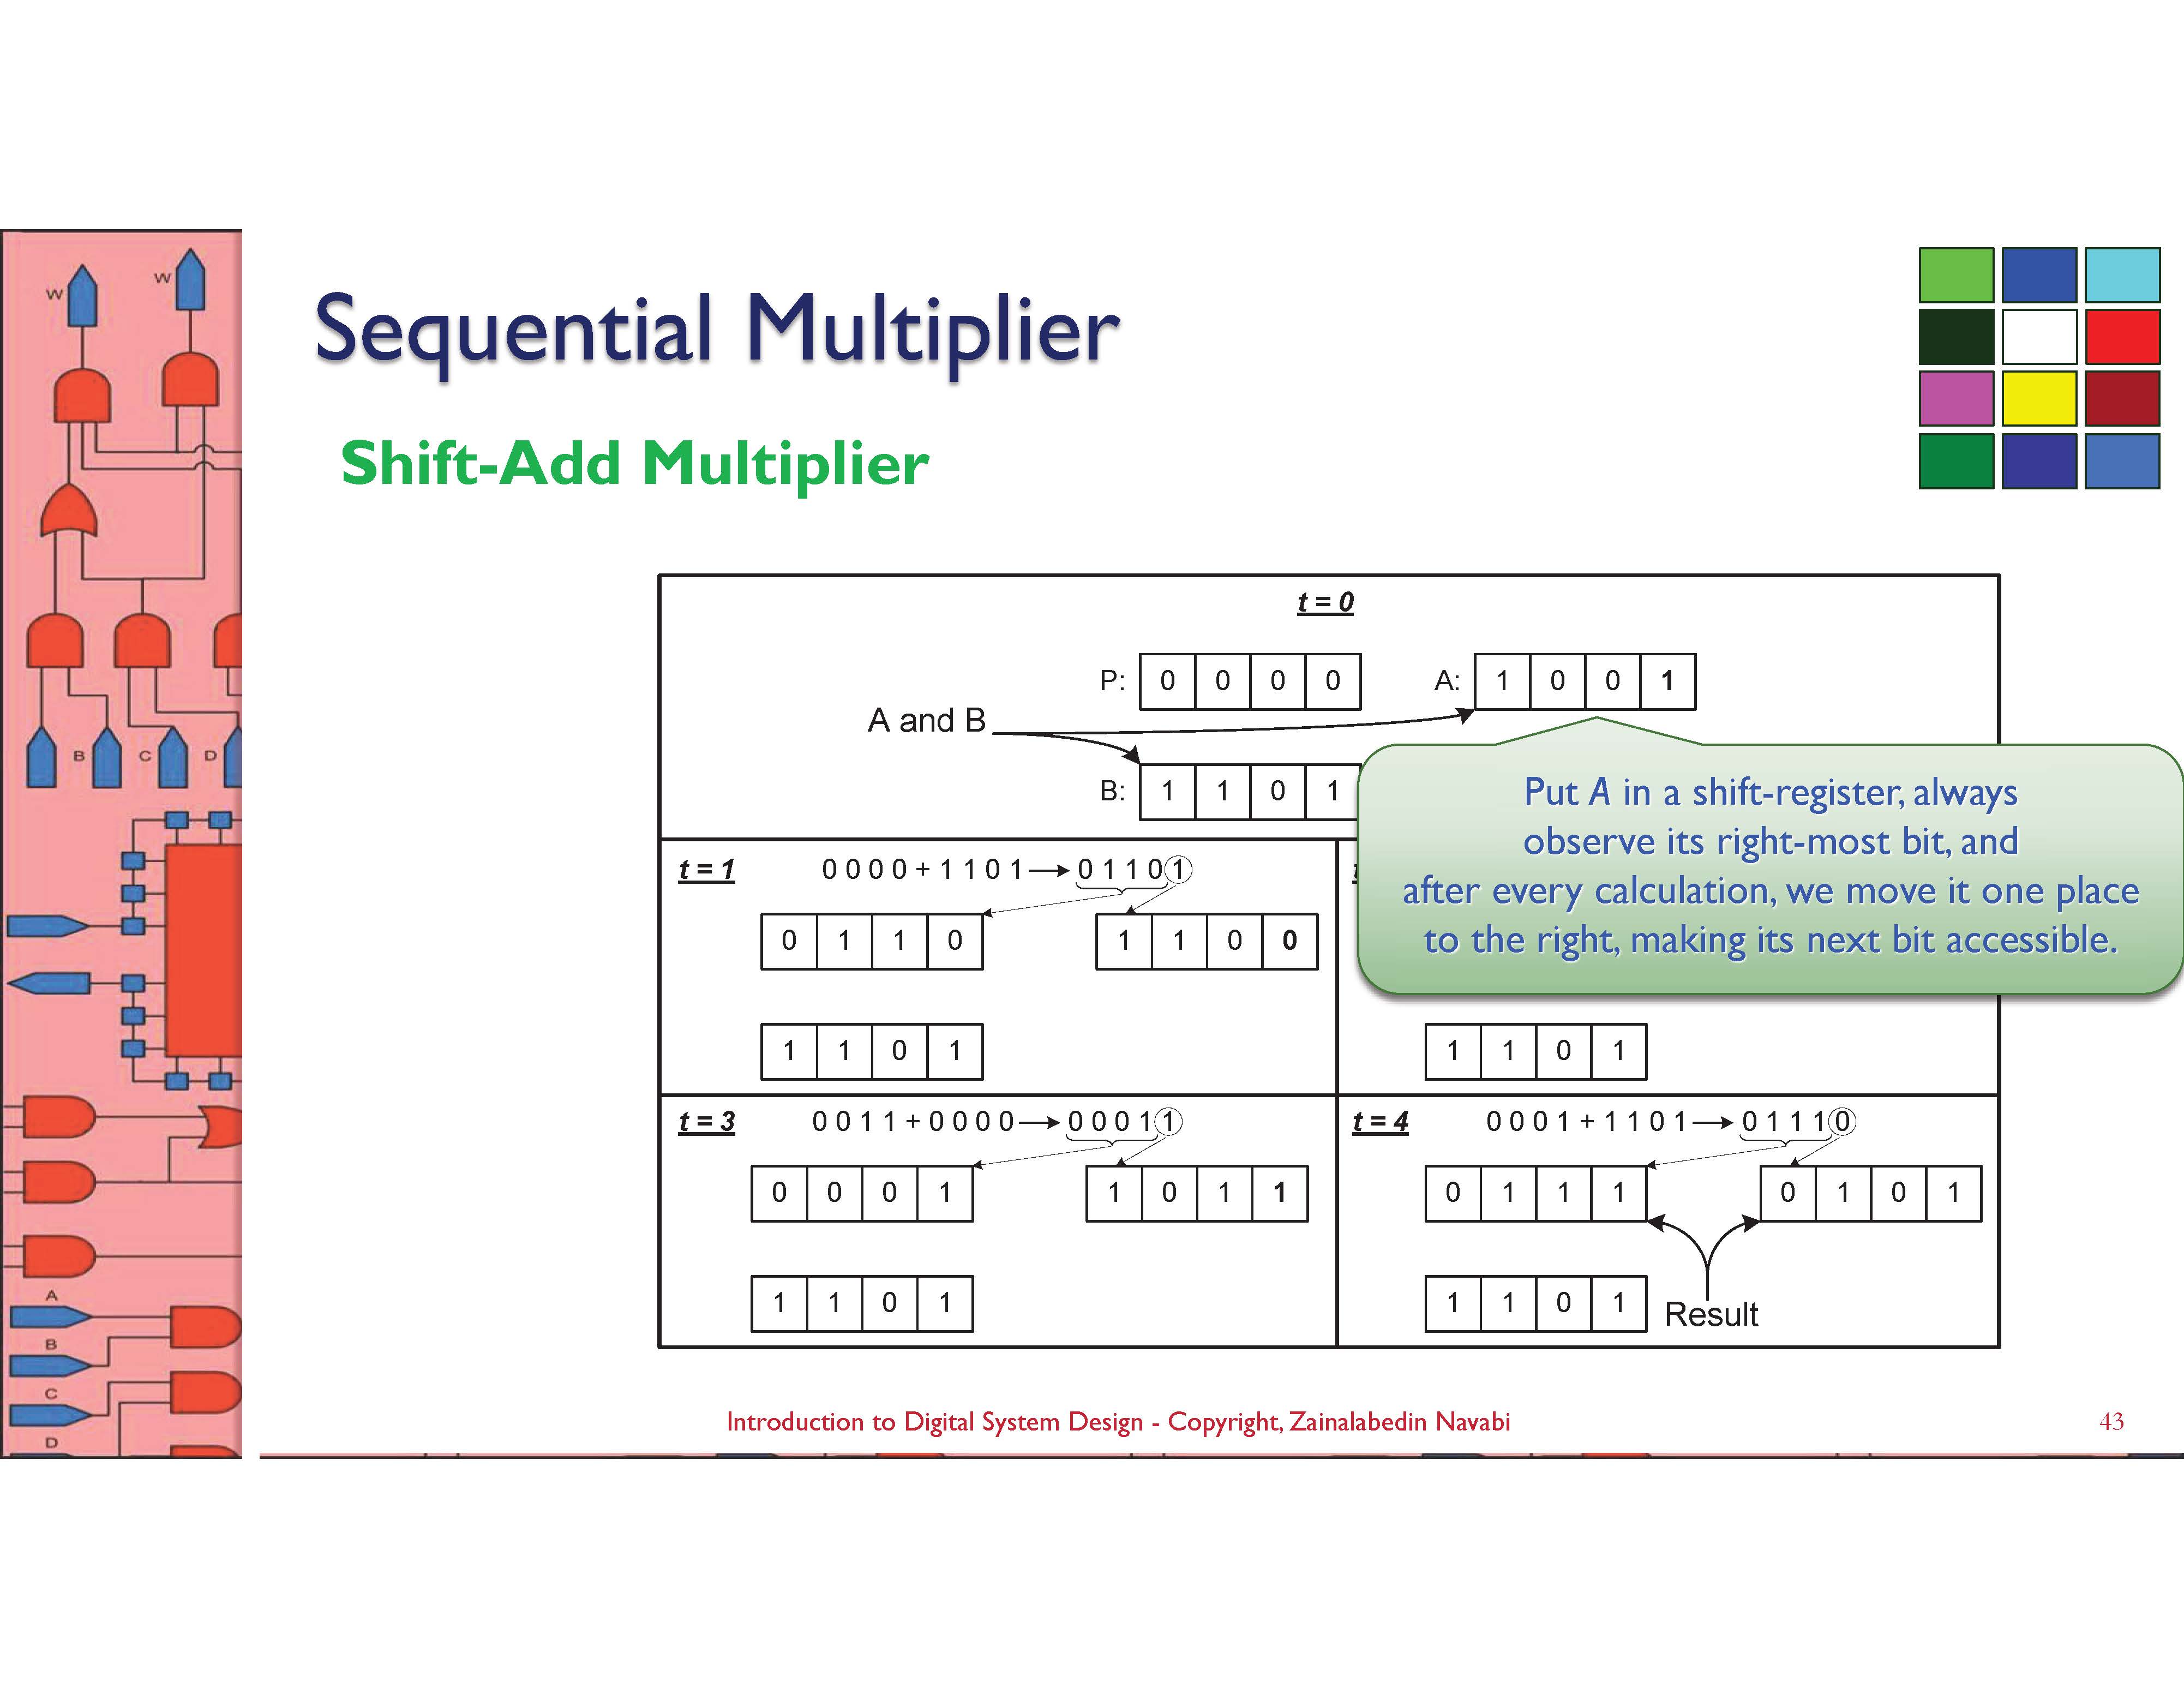 W
W
B
C
D
A
B
C
D
Sequential Multiplier
Shift-Add Multiplier
t = 0
P: 0 0 0 0 A: 1 0 0 1
A and B
B: 1 1 0 1
Put A in a shift-register, always
observe its right-most bit, and
after every calculation, we move it one place
to the right, making its next bit accessible.
t = 1 0 0 0 0 + 1 1 0 1 0 1 1 0 1
0 1 1 0 1 1 0 0
1 1 0 1
1 1 0 1
t = 3 0 0 1 1 + 0 0 0 0 0 0 0 1 1
0 0 0 1 1 0 1 1
1 1 0 1
t = 4 0 0 0 1 + 1 1 0 1 0 1 1 1 0
0 1 1 1 0 1 0 1
1 1 0 1 Result
Introduction to Digital System Design - Copyright, Zainalabedin Navabi
43